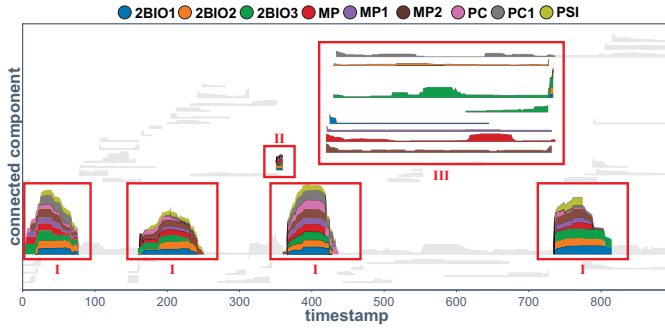 2BIO1 2BIO2 2BIO3 MP MP1 MP2 PC PC1 PSI
connected component
II
III
I I I I
0 100 200 300 400 500 600 700 800
timestamp